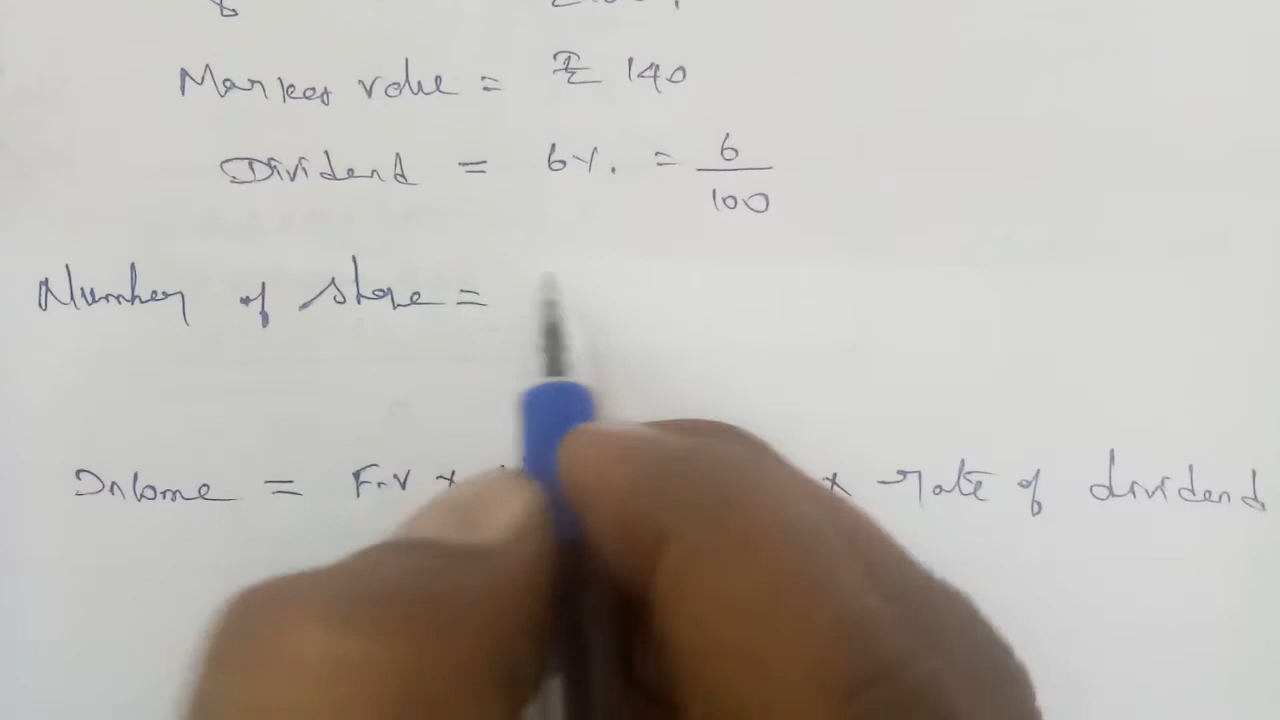 Market value = ₹ 140
Dividend = 6%. = 6/100
Number of share =
Income = F.V × × rate of dividend